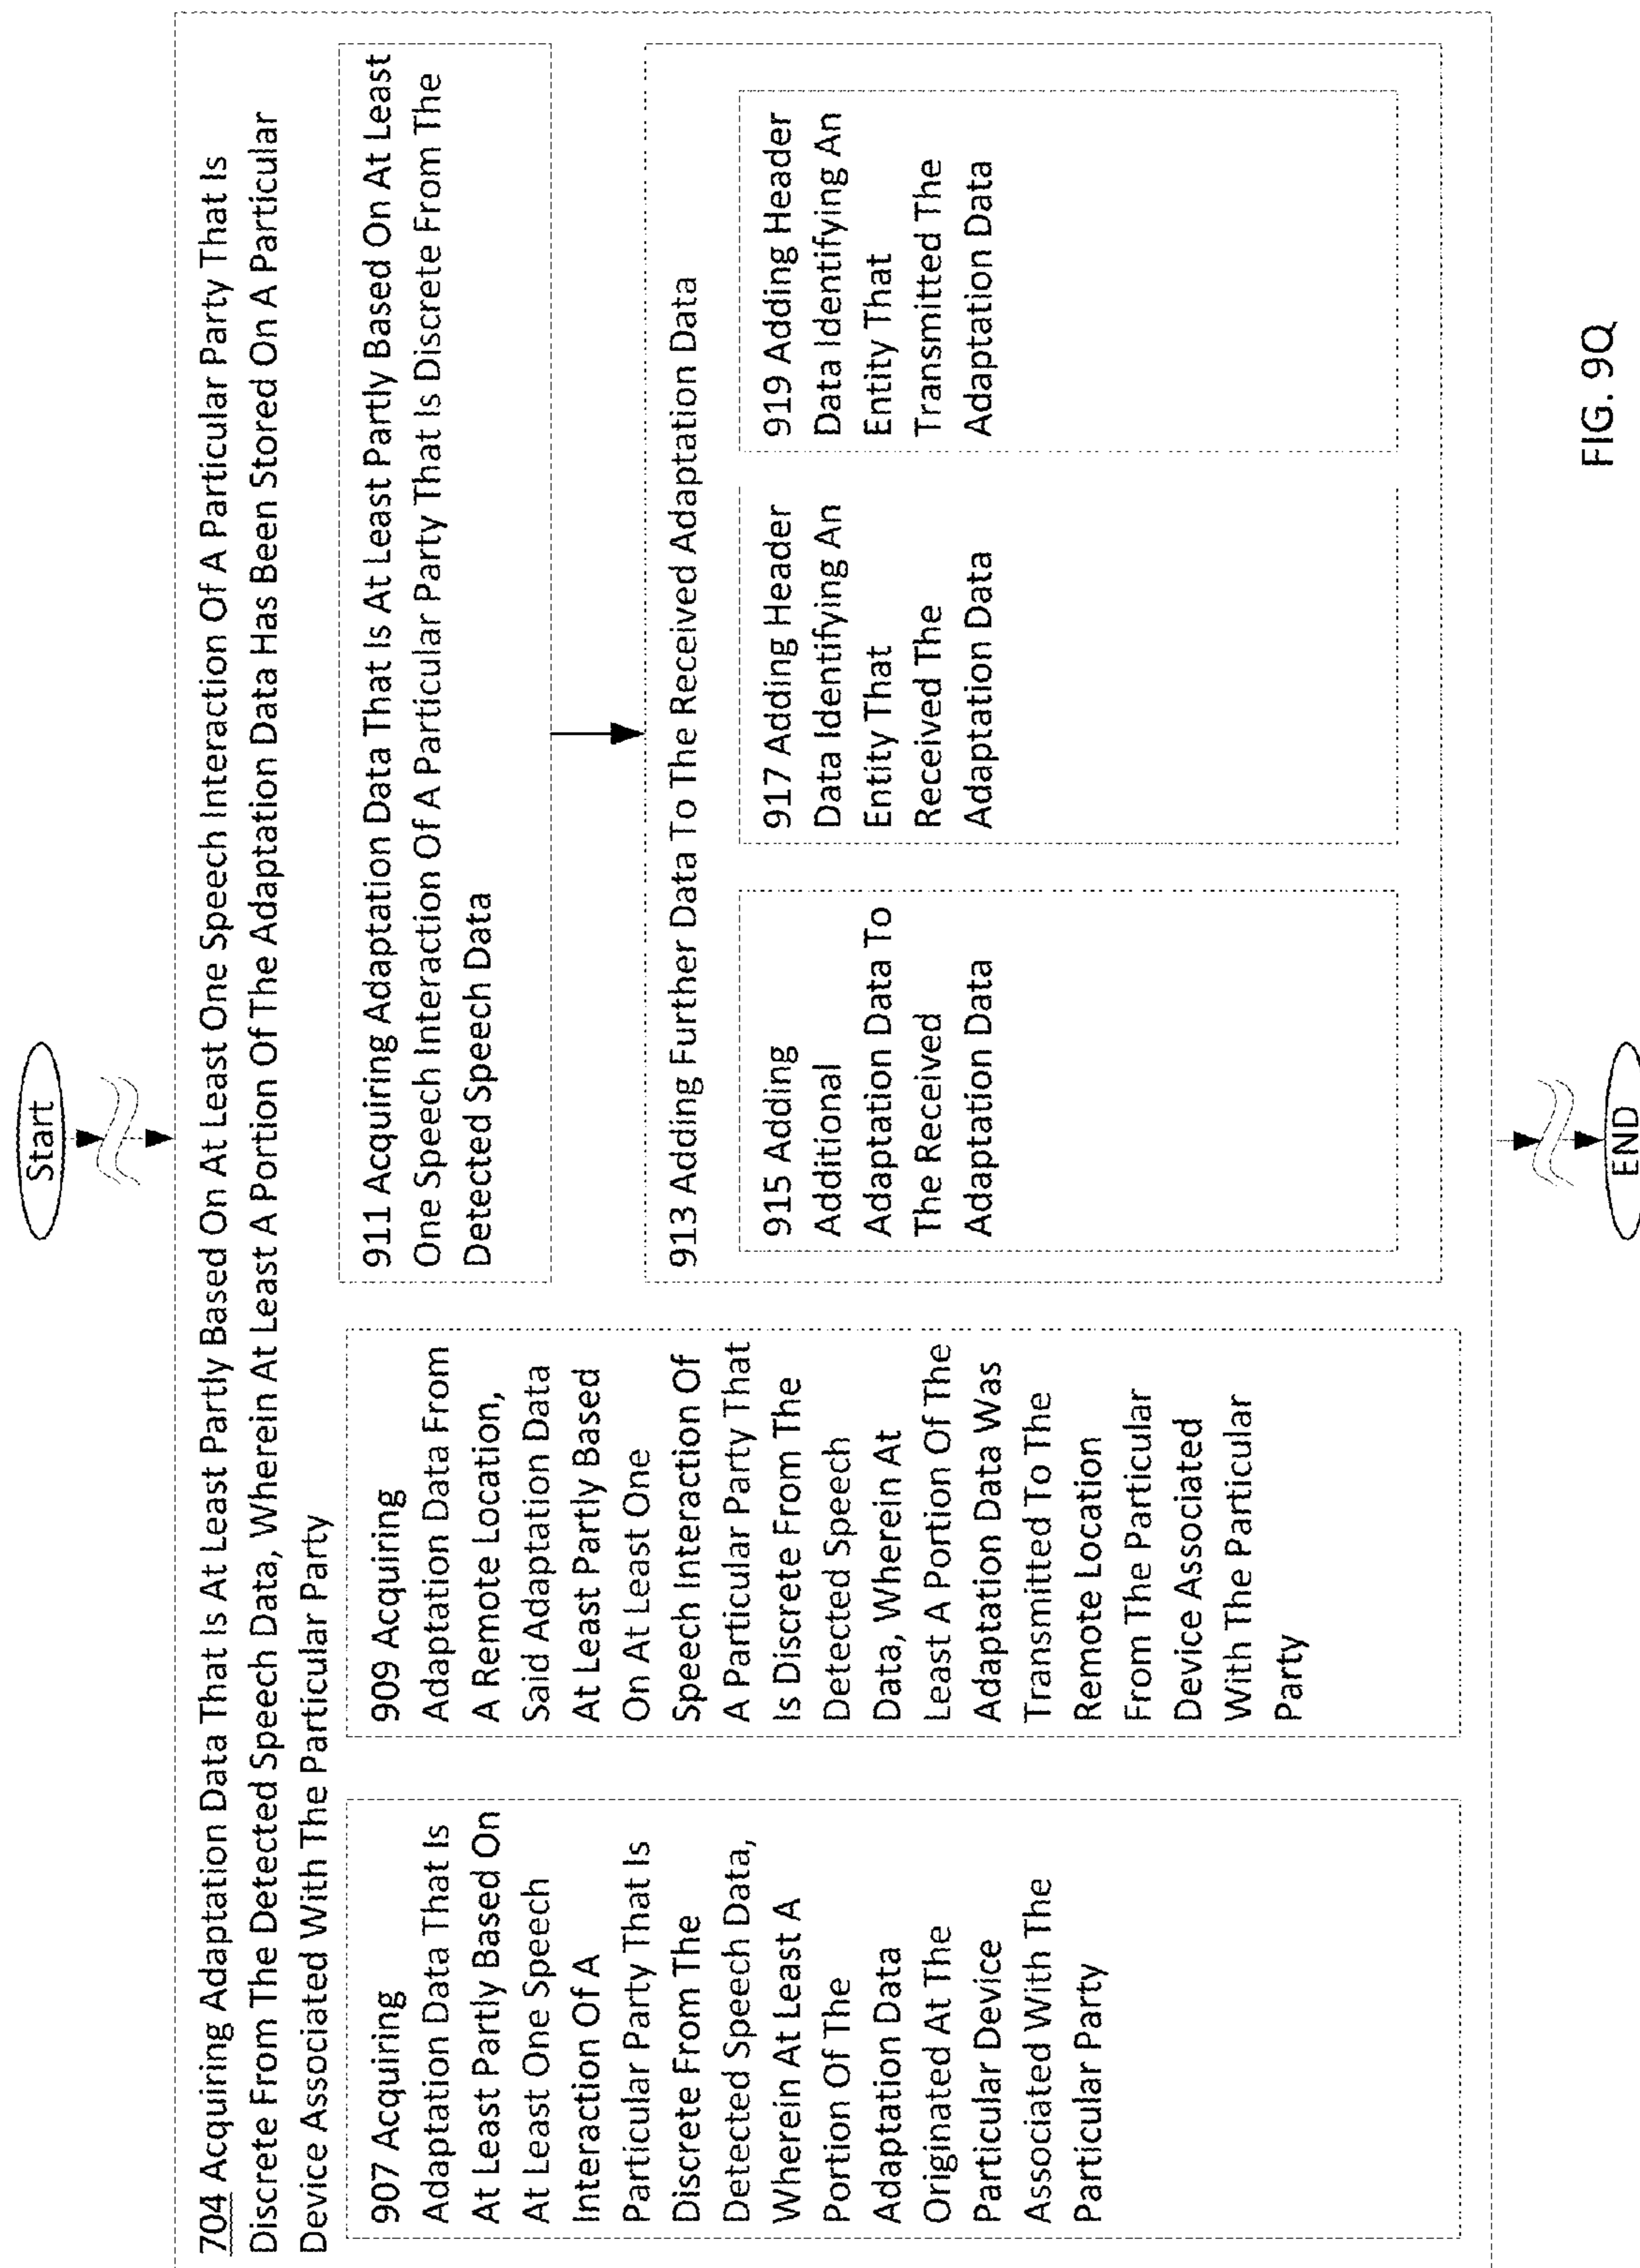 Start
704 Acquiring Adaptation Data That Is At Least Partly Based On At Least One Speech Interaction Of A Particular Party That Is
Discrete From The Detected Speech Data, Wherein At Least A Portion Of The Adaptation Data Has Been Stored On A Particular
Device Associated With The Particular Party
907 Acquiring
Adaptation Data That Is
At Least Partly Based On
At Least One Speech
Interaction Of A
Particular Party That Is
Discrete From The
Detected Speech Data,
Wherein At Least A
Portion Of The
Adaptation Data
Originated At The
Particular Device
Associated With The
Particular Party
909 Acquiring
Adaptation Data From
A Remote Location,
Said Adaptation Data
At Least Partly Based
On At Least One
Speech Interaction Of
A Particular Party That
Is Discrete From The
Detected Speech
Data, Wherein At
Least A Portion Of The
Adaptation Data Was
Transmitted To The
Remote Location
From The Particular
Device Associated
With The Particular
Party
911 Acquiring Adaptation Data That Is At Least Partly Based On At Least
One Speech Interaction Of A Particular Party That Is Discrete From The
Detected Speech Data
913 Adding Further Data To The Received Adaptation Data
915 Adding
Additional
Adaptation Data To
The Received
Adaptation Data
917 Adding Header
Data Identifying An
Entity That
Received The
Adaptation Data
919 Adding Header
Data Identifying An
Entity That
Transmitted The
Adaptation Data
END
FIG. 9Q